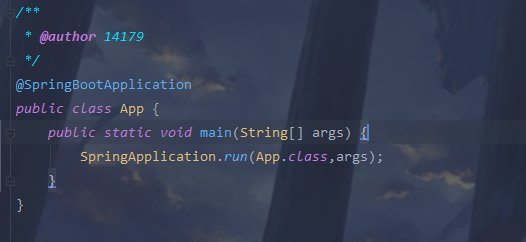 /**
 * @author 14179
 */
@SpringBootApplication
public class App {
    public static void main(String[] args) {
        SpringApplication.run(App.class,args);
    }
}